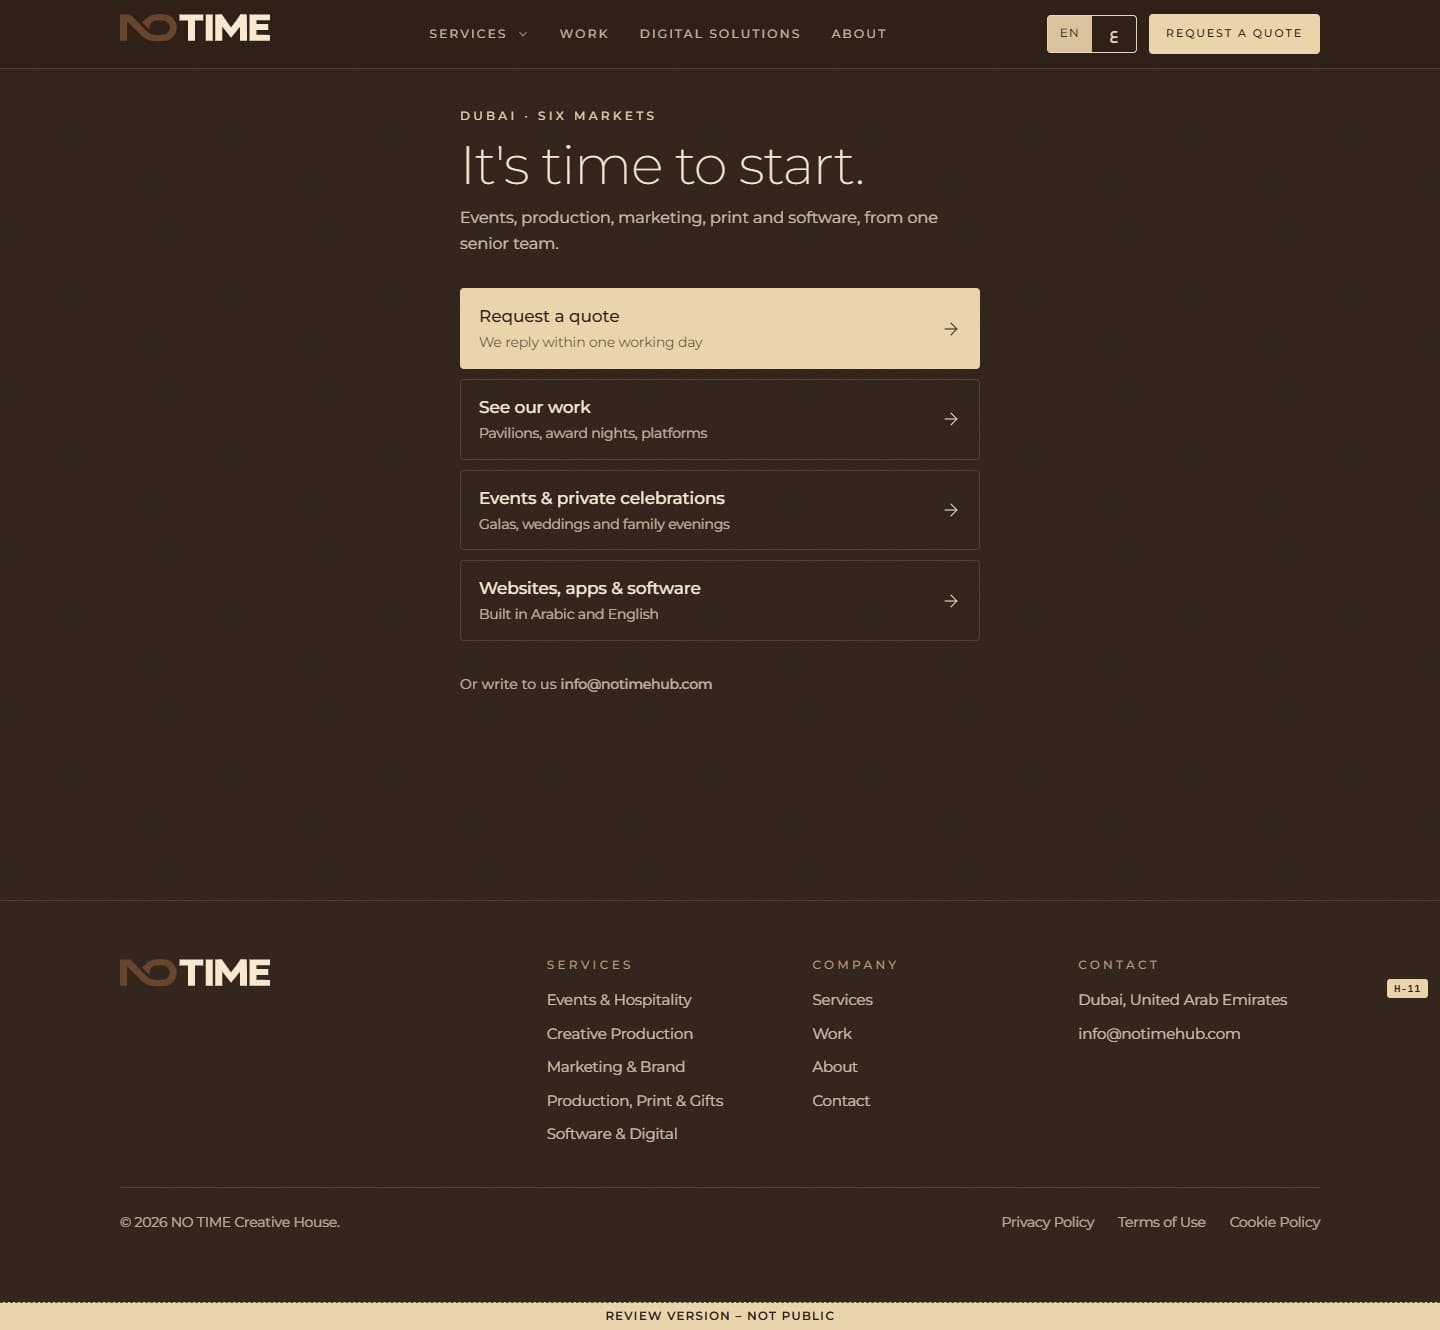 NO TIME
SERVICES
WORK
DIGITAL SOLUTIONS
ABOUT
EN
ع
REQUEST A QUOTE
DUBAI · SIX MARKETS
It's time to start.
Events, production, marketing, print and software, from one
senior team.
Request a quote
We reply within one working day
See our work
Pavilions, award nights, platforms
Events & private celebrations
Galas, weddings and family evenings
Websites, apps & software
Built in Arabic and English
Or write to us info@notimehub.com
NO TIME
SERVICES
Events & Hospitality
Creative Production
Marketing & Brand
Production, Print & Gifts
Software & Digital
COMPANY
Services
Work
About
Contact
CONTACT
Dubai, United Arab Emirates
info@notimehub.com
H-11
© 2026 NO TIME Creative House.
Privacy Policy
Terms of Use
Cookie Policy
REVIEW VERSION – NOT PUBLIC